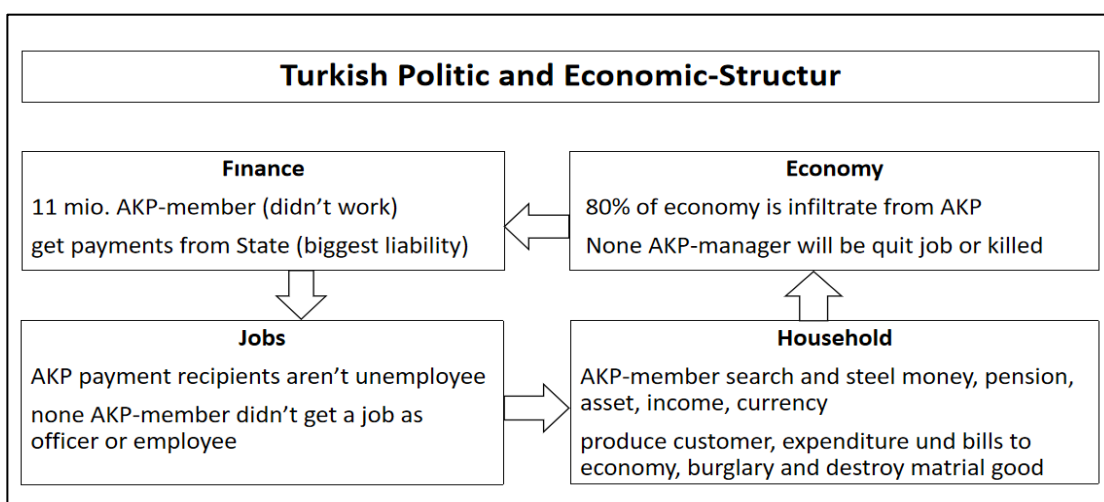 Turkish Politic and Economic-Structur
Finance
11 mio. AKP-member (didn't work)
get payments from State (biggest liability)
Economy
80% of economy is infiltrate from AKP
None AKP-manager will be quit job or killed
Jobs
AKP payment recipients aren't unemployee
none AKP-member didn't get a job as
officer or employee
Household
AKP-member search and steel money, pension,
asset, income, currency
produce customer, expenditure und bills to
economy, burglary and destroy matrial good